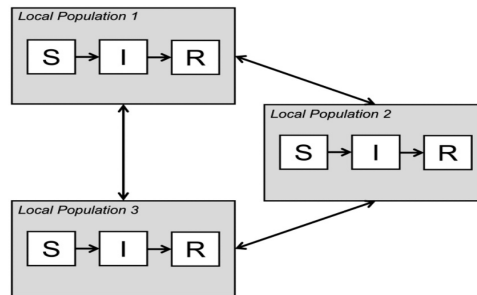 Local Population 1
S I R
Local Population 2
S I R
Local Population 3
S I R